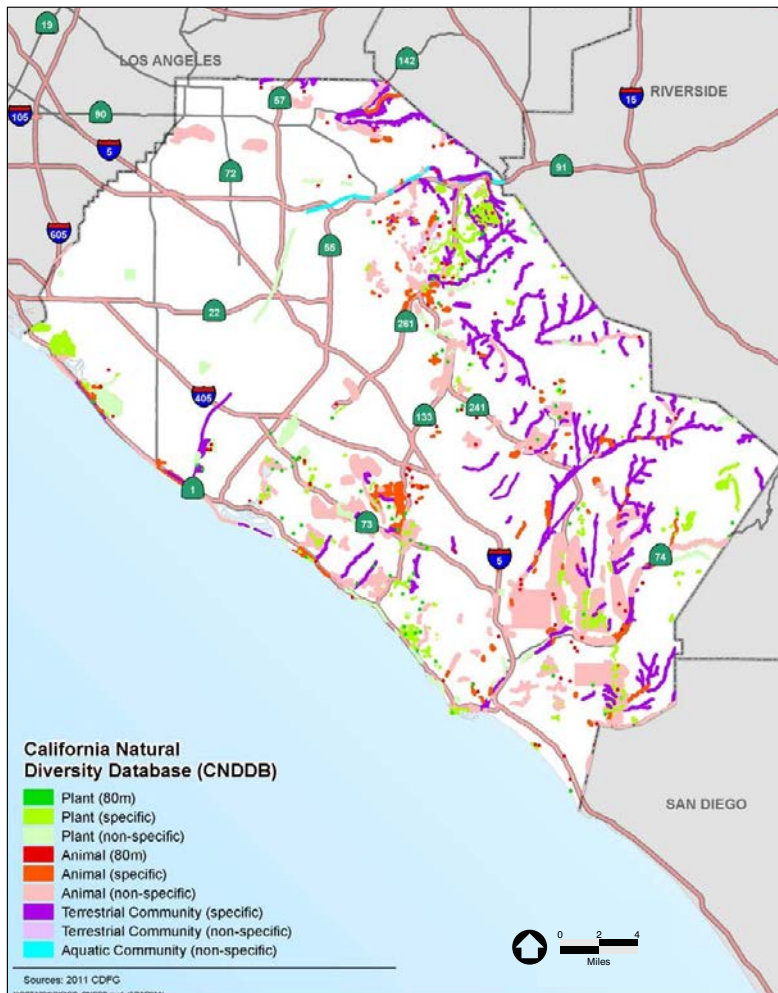 19
LOS ANGELES
142
57
15
RIVERSIDE
105
90
5
91
72
605
55
22
261
405
133
241
1
73
5
74
California Natural
Diversity Database (CNDDB)
Plant (80m)
Plant (specific)
Plant (non-specific)
Animal (80m)
Animal (specific)
Animal (non-specific)
Terrestrial Community (specific)
Terrestrial Community (non-specific)
Aquatic Community (non-specific)
SAN DIEGO
0 2 4
Miles
Sources: 2011 CDFG